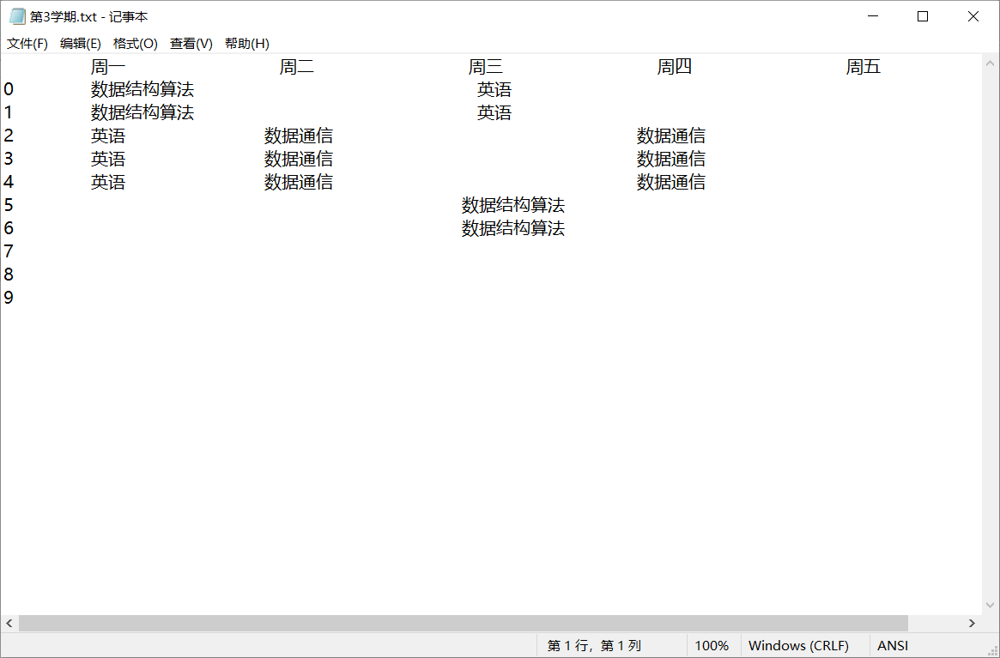 第3学期.txt - 记事本
文件(F) 编辑(E) 格式(O) 查看(V) 帮助(H)
周一 周二 周三 周四 周五
0 数据结构算法 英语
1 数据结构算法 英语
2 英语 数据通信 数据通信
3 英语 数据通信 数据通信
4 英语 数据通信 数据通信
5 数据结构算法
6 数据结构算法
7
8
9
第 1 行，第 1 列 100% Windows (CRLF) ANSI